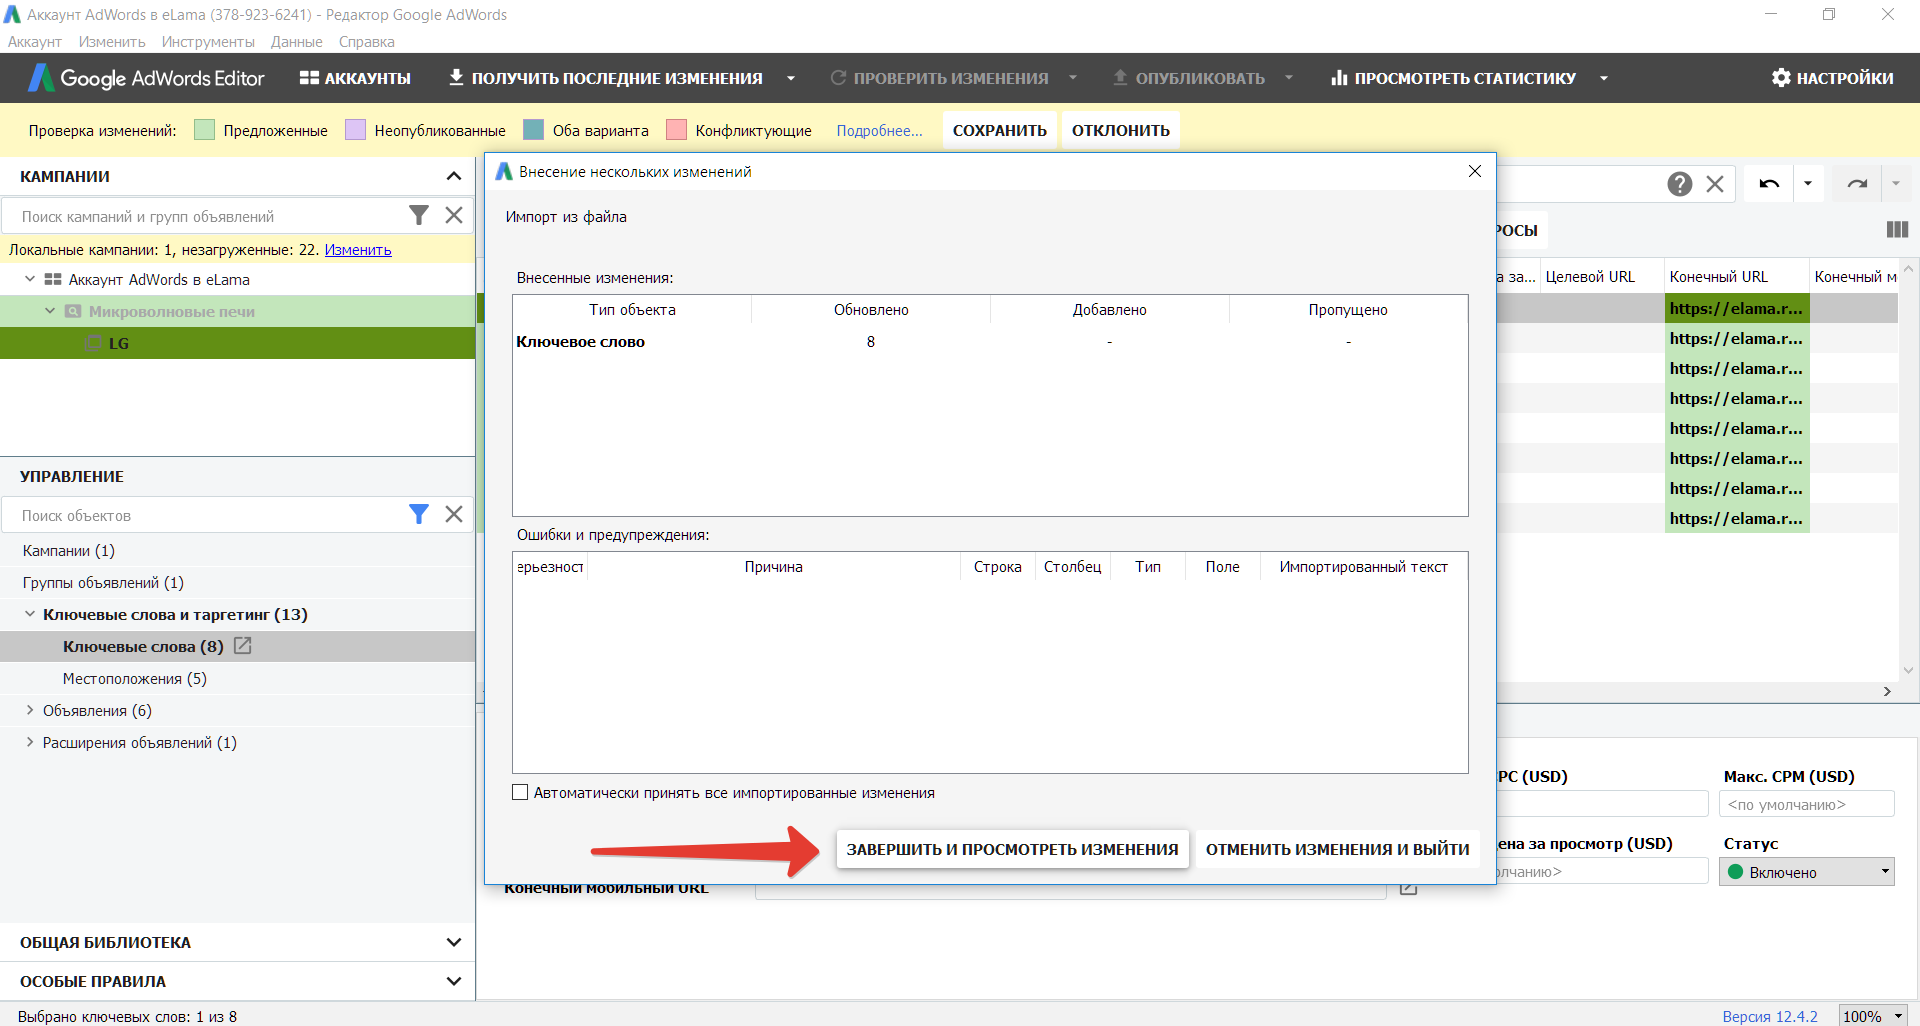 Аккаунт AdWords в eLama (378-923-6241) - Редактор Google AdWords
Аккаунт Изменить Инструменты Данные Справка
Google AdWords Editor АККАУНТЫ ПОЛУЧИТЬ ПОСЛЕДНИЕ ИЗМЕНЕНИЯ ПРОВЕРИТЬ ИЗМЕНЕНИЯ ОПУБЛИКОВАТЬ ПРОСМОТРЕТЬ СТАТИСТИКУ НАСТРОЙКИ
Проверка изменений: Предложенные Неопубликованные Оба варианта Конфликтующие Подробнее... СОХРАНИТЬ ОТКЛОНИТЬ
КАМПАНИИ
Поиск кампаний и групп объявлений
Локальные кампании: 1, незагруженные: 22. Изменить
Аккаунт AdWords в eLama
Микроволновые печи
LG
УПРАВЛЕНИЕ
Поиск объектов
Кампании (1)
Группы объявлений (1)
Ключевые слова и таргетинг (13)
Ключевые слова (8)
Местоположения (5)
Объявления (6)
Расширения объявлений (1)
ОБЩАЯ БИБЛИОТЕКА
ОСОБЫЕ ПРАВИЛА
Выбрано ключевых слов: 1 из 8
Внесение нескольких изменений
Импорт из файла
Внесенные изменения:
Тип объекта Обновлено Добавлено Пропущено
Ключевое слово 8 - -
Ошибки и предупреждения:
ерьезност Причина Строка Столбец Тип Поле Импортированный текст
Автоматически принять все импортированные изменения
ЗАВЕРШИТЬ И ПРОСМОТРЕТЬ ИЗМЕНЕНИЯ ОТМЕНИТЬ ИЗМЕНЕНИЯ И ВЫЙТИ
Конечный мобильный URL
РОСЫ
а за... Целевой URL Конечный URL Конечный м
https://elama.r...
https://elama.r...
https://elama.r...
https://elama.r...
https://elama.r...
https://elama.r...
https://elama.r...
https://elama.r...
PC (USD) Макс. CPM (USD)
<по умолчанию>
ена за просмотр (USD) Статус
олчанию> Включено
Версия 12.4.2 100%